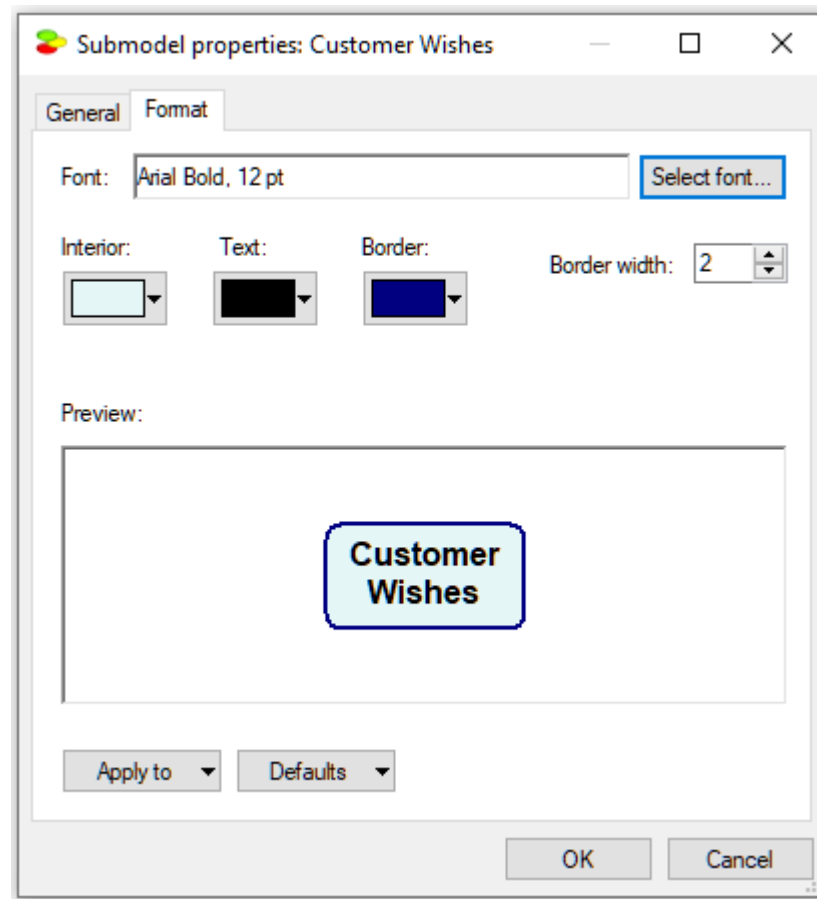 Submodel properties: Customer Wishes
General Format
Font: Arial Bold, 12 pt Select font...
Interior: Text: Border: Border width: 2
Preview:
Customer
Wishes
Apply to Defaults
OK Cancel